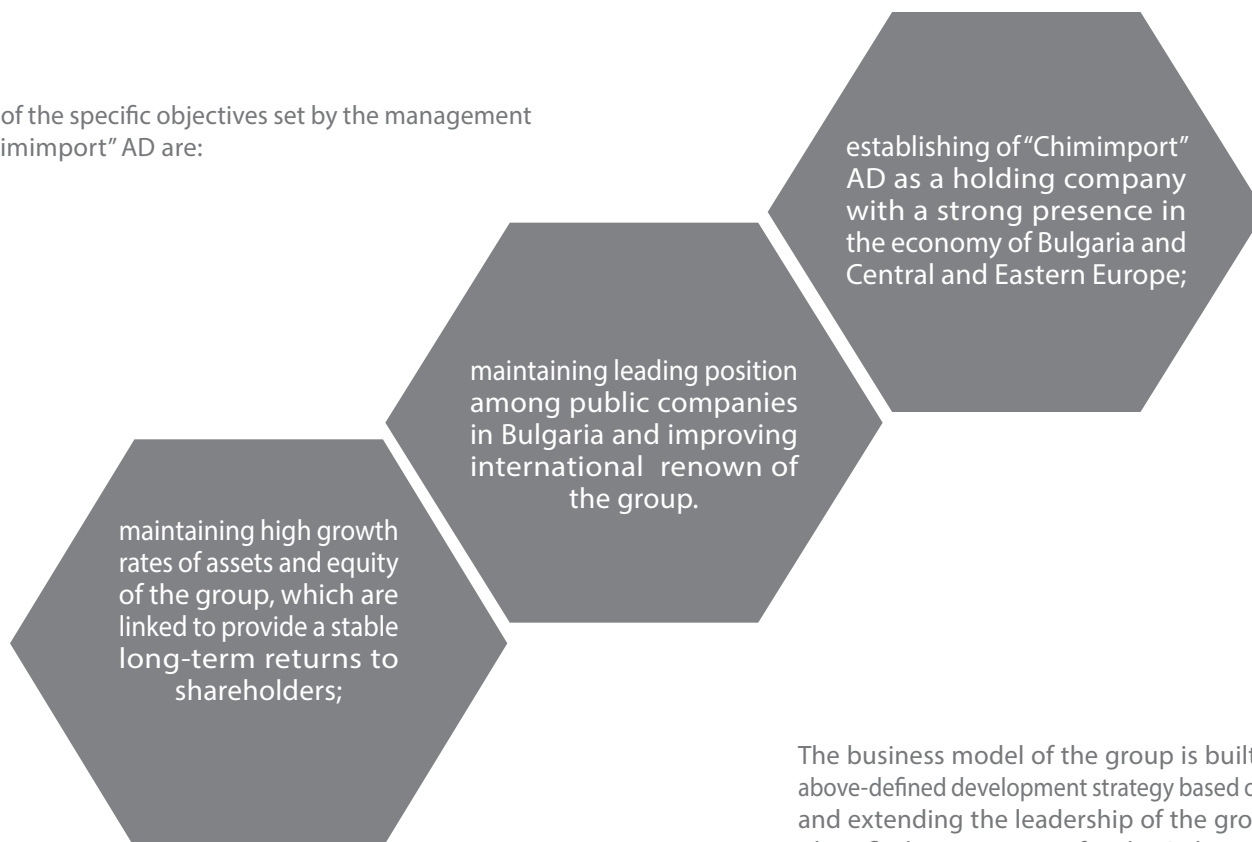 of the specific objectives set by the management
imimport” AD are:
establishing of “Chimimport”
AD as a holding company
with a strong presence in
the economy of Bulgaria and
Central and Eastern Europe;
maintaining leading position
among public companies
in Bulgaria and improving
international renown of
the group.
maintaining high growth
rates of assets and equity
of the group, which are
linked to provide a stable
long-term returns to
shareholders;
The business model of the group is built
above-defined development strategy based
and extending the leadership of the